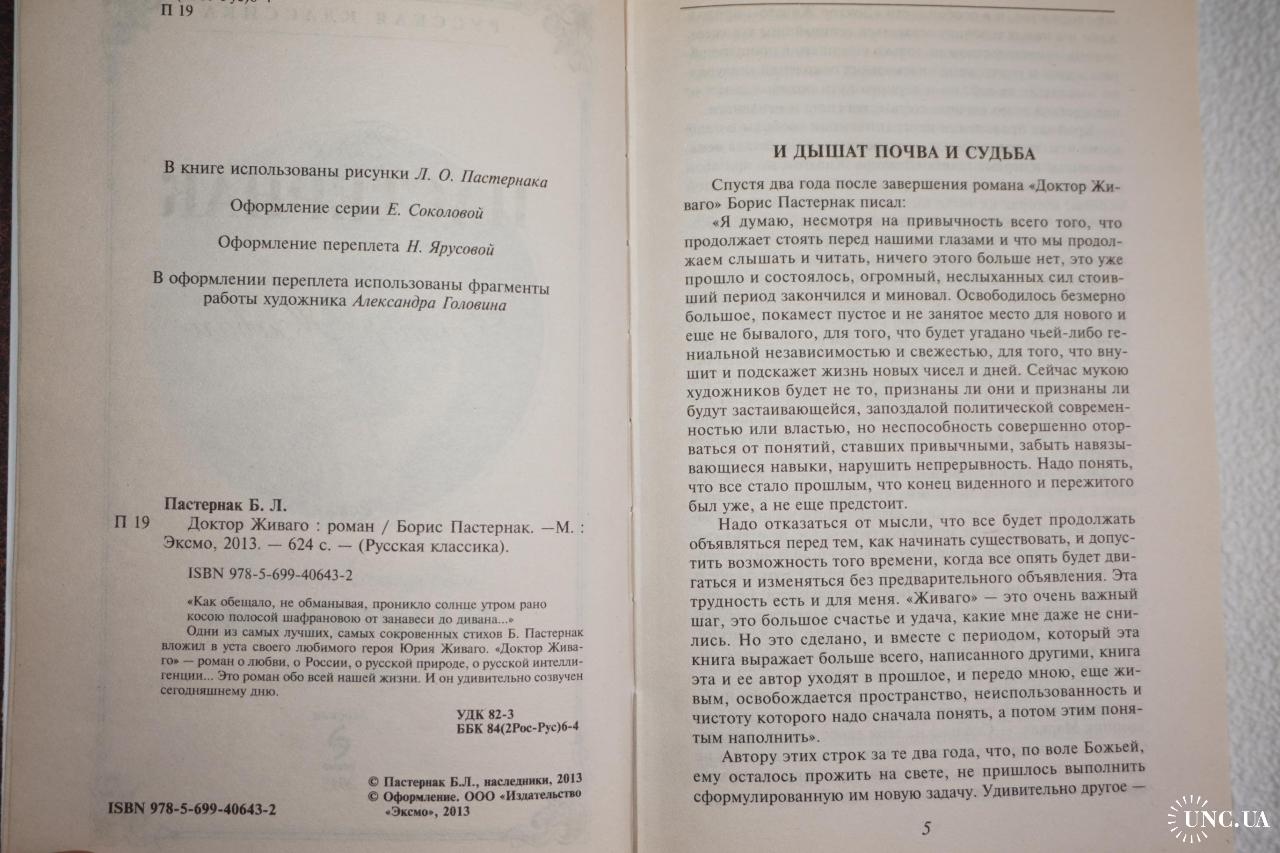 П 19
В книге использованы рисунки Л. О. Пастернака
Оформление серии Е. Соколовой
Оформление переплета Н. Ярусовой
В оформлении переплета использованы фрагменты
работы художника Александра Головина
Пастернак Б. Л.
П 19 Доктор Живаго : роман / Борис Пастернак. —М. :
Эксмо, 2013. — 624 с. — (Русская классика).
ISBN 978-5-699-40643-2
«Как обещало, не обманывая, проникло солнце утром рано
косою полосой шафрановою от занавеси до дивана...»
Одни из самых лучших, самых сокровенных стихов Б. Пастернак
вложил в уста своего любимого героя Юрия Живаго. «Доктор Жива-
го» — роман о любви, о России, о русской природе, о русской интелли-
генции... Это роман обо всей нашей жизни. И он удивительно созвучен
сегодняшнему дню.
УДК 82-3
ББК 84(2Рос-Рус)6-4
© Пастернак Б.Л., наследники, 2013
© Оформление. ООО «Издательство
«Эксмо», 2013
ISBN 978-5-699-40643-2
И ДЫШАТ ПОЧВА И СУДЬБА
Спустя два года после завершения романа «Доктор Жи-
ваго» Борис Пастернак писал:
«Я думаю, несмотря на привычность всего того, что
продолжает стоять перед нашими глазами и что мы продол-
жаем слышать и читать, ничего этого больше нет, это уже
прошло и состоялось, огромный, неслыханных сил стоив-
ший период закончился и миновал. Освободилось безмерно
большое, покамест пустое и не занятое место для нового и
еще не бывалого, для того, что будет угадано чьей-либо ге-
ниальной независимостью и свежестью, для того, что вну-
шит и подскажет жизнь новых чисел и дней. Сейчас мукою
художников будет не то, признаны ли они и признаны ли
будут застаивающейся, запоздалой политической современ-
ностью или властью, но неспособность совершенно отор-
ваться от понятий, ставших привычными, забыть навязы-
вающиеся навыки, нарушить непрерывность. Надо понять,
что все стало прошлым, что конец виденного и пережитого
был уже, а не еще предстоит.
Надо отказаться от мысли, что все будет продолжать
объявляться перед тем, как начинать существовать, и допус-
тить возможность того времени, когда все опять будет дви-
гаться и изменяться без предварительного объявления. Эта
трудность есть и для меня. «Живаго» — это очень важный
шаг, это большое счастье и удача, какие мне даже не сни-
лись. Но это сделано, и вместе с периодом, который эта
книга выражает больше всего, написанного другими, книга
эта и ее автор уходят в прошлое, и передо мною, еще жи-
вым, освобождается пространство, неиспользованность и
чистоту которого надо сначала понять, а потом этим поня-
тым наполнить».
Автору этих строк за те два года, что, по воле Божьей,
ему осталось прожить на свете, не пришлось выполнить
сформулированную им новую задачу. Удивительно другое —
5
UNC.UA